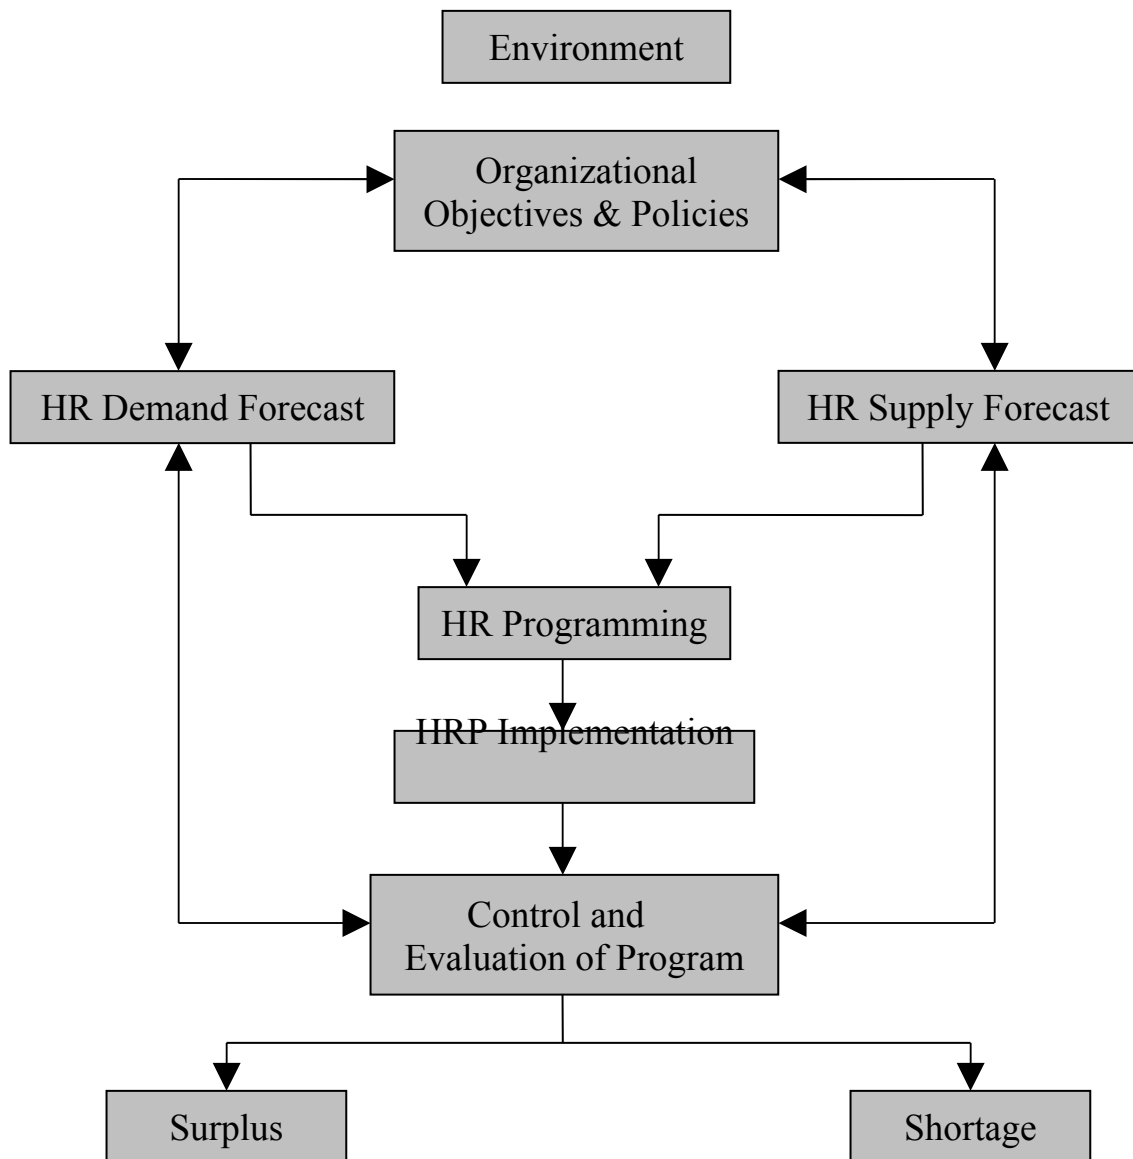 Environment
Organizational
Objectives & Policies
HR Demand Forecast
HR Supply Forecast
HR Programming
HRP Implementation
Control and
Evaluation of Program
Surplus
Shortage